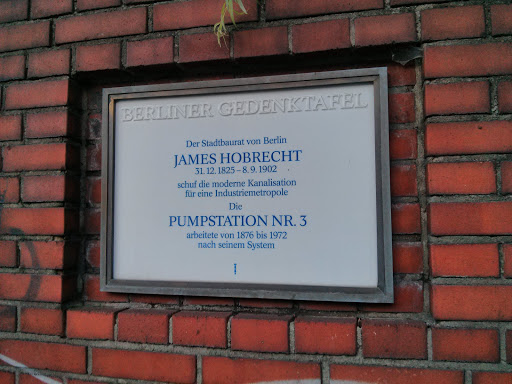 BERLINER GEDENKTAFEL
Der Stadtbaurat von Berlin
JAMES HOBRECHT
31. 12. 1825 – 8. 9. 1902
schuf die moderne Kanalisation
für eine Industriemetropole
Die
PUMPSTATION NR. 3
arbeitete von 1876 bis 1972
nach seinem System